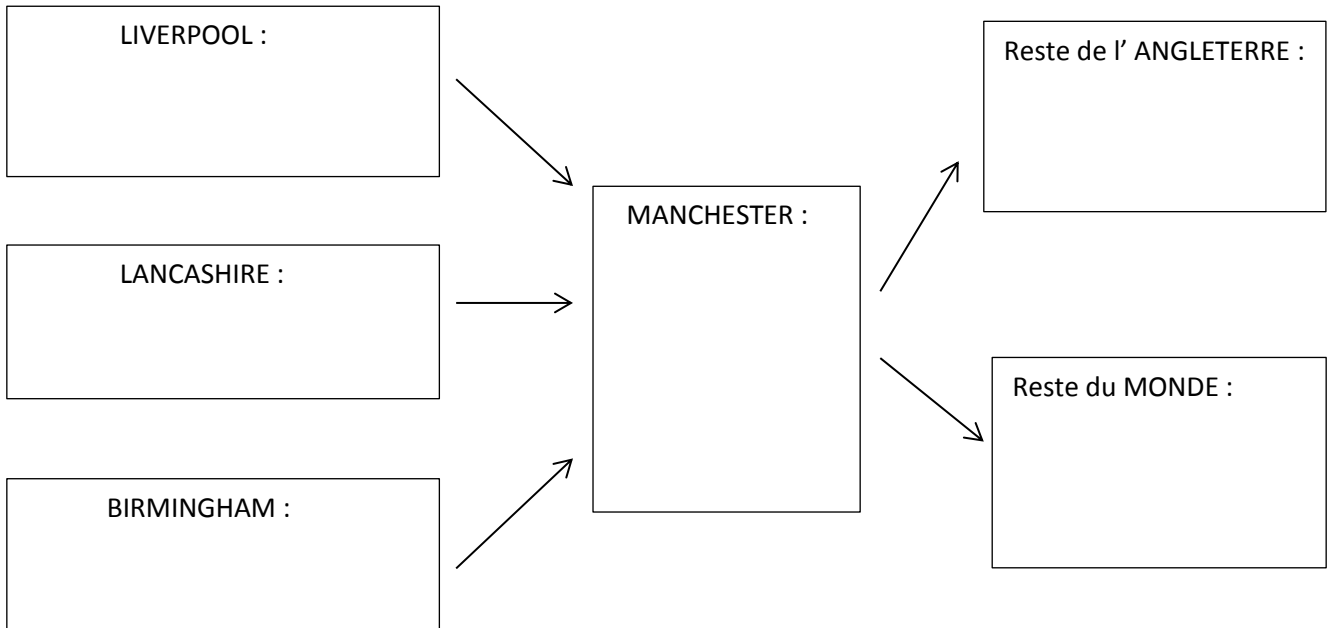 LIVERPOOL :
LANCASHIRE :
BIRMINGHAM :
MANCHESTER :
Reste de l’ ANGLETERRE :
Reste du MONDE :